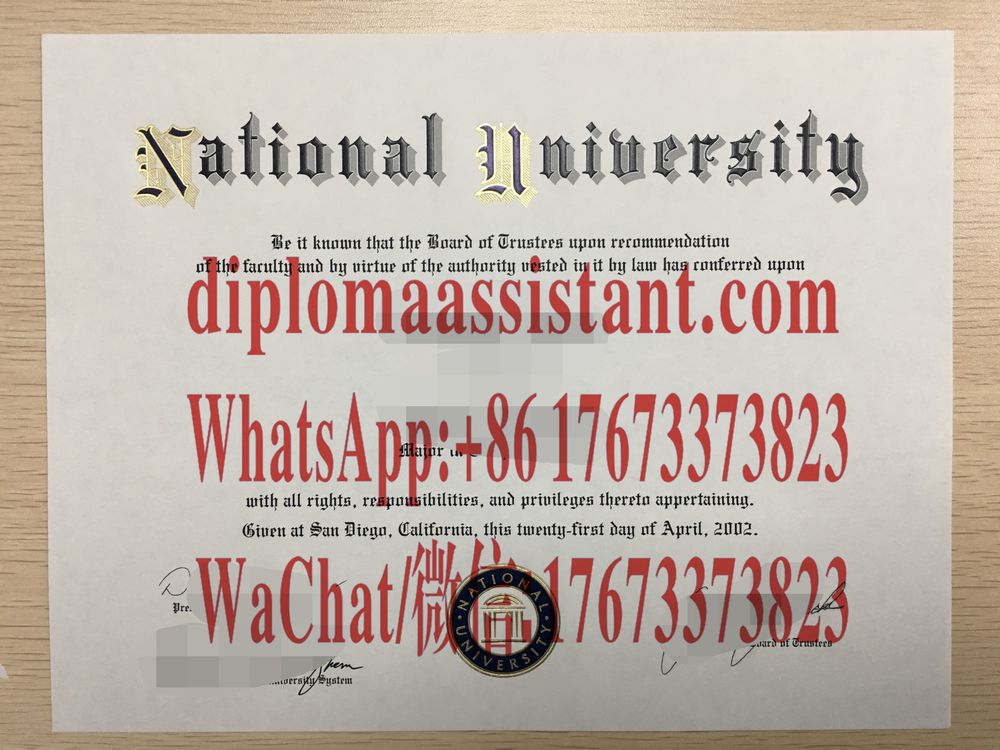 National University
Be it known that the Board of Trustees upon recommendation
of the faculty and by virtue of the authority vested in it by law has conferred upon
diplomaassistant.com
WhatsApp:+86 17673373823
Major in
with all rights, responsibilities, and privileges thereto appertaining.
Given at San Diego, California, this twenty-first day of April, 2002.
WaChat/微信 17673373823
NATIONAL UNIVERSITY
Board of Trustees
University System